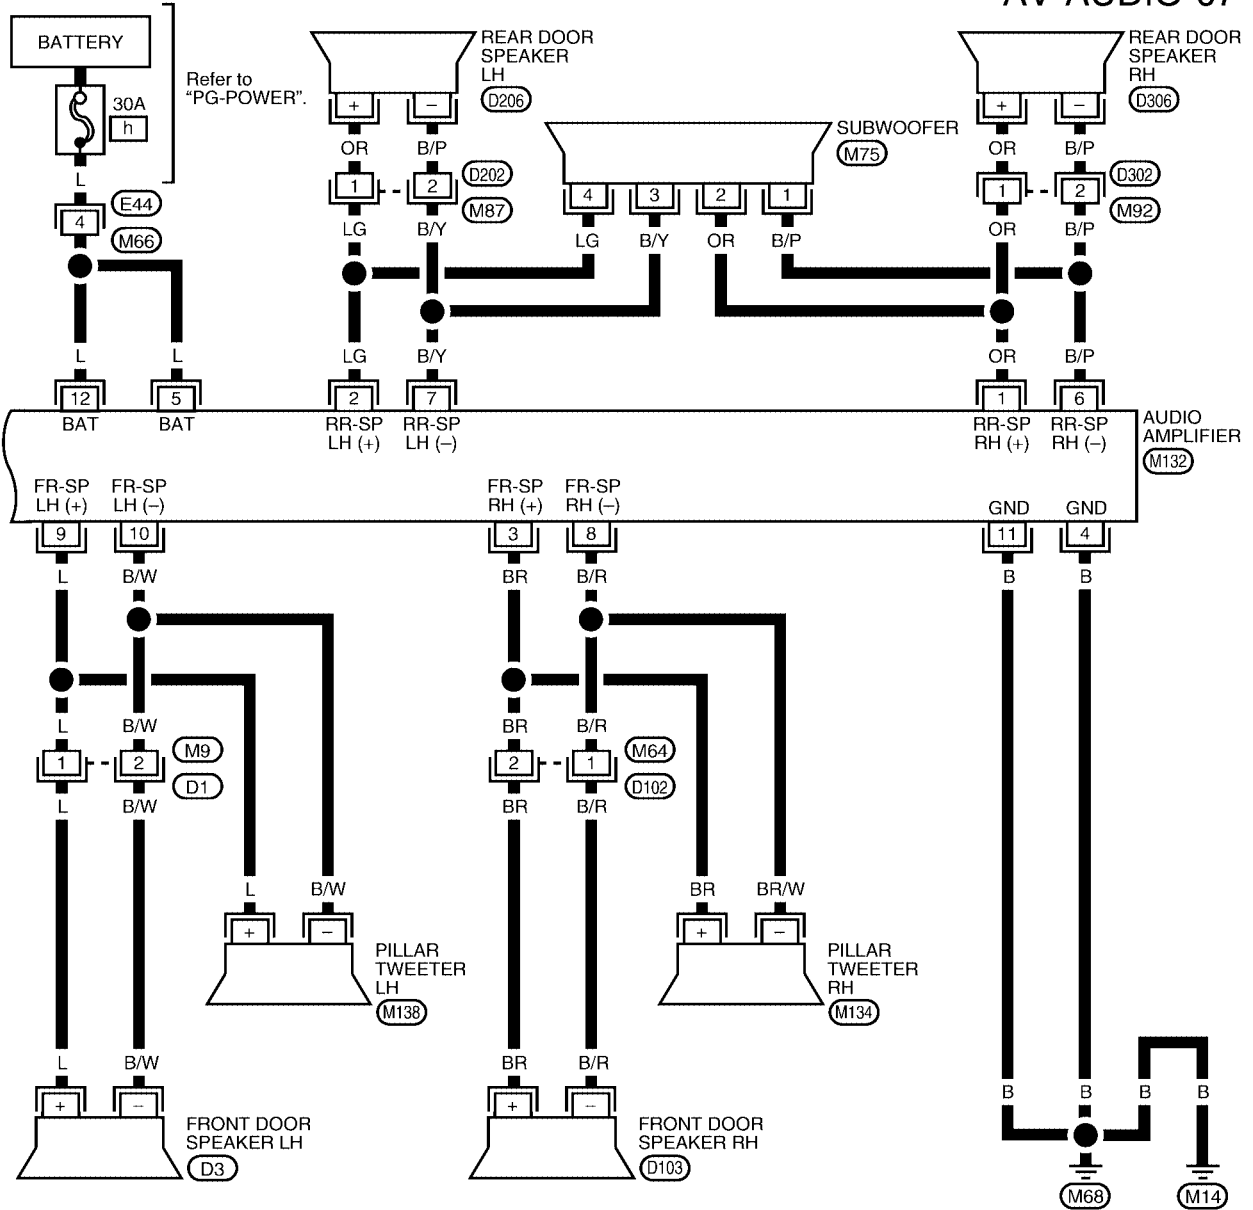 AV-AUDIO-07
BATTERY
30A
h
Refer to
“PG-POWER”.
L
4
E44
M66
L
L
REAR DOOR
SPEAKER
LH
D206
+
–
OR
B/P
1
2
D202
M87
LG
B/Y
LG
B/Y
SUBWOOFER
M75
4
3
2
1
LG
B/Y
OR
B/P
REAR DOOR
SPEAKER
RH
D306
+
–
OR
B/P
1
2
D302
M92
OR
B/P
OR
B/P
12
5
2
7
1
6
BAT
BAT
RR-SP
LH (+)
RR-SP
LH (–)
RR-SP
RH (+)
RR-SP
RH (–)
AUDIO
AMPLIFIER
M132
FR-SP
LH (+)
FR-SP
LH (–)
FR-SP
RH (+)
FR-SP
RH (–)
GND
GND
9
10
3
8
11
4
L
B/W
BR
B/R
B
B
L
B/W
M9
BR
B/R
M64
1
2
2
1
D1
D102
L
B/W
BR
B/R
L
B/W
BR
BR/W
+
–
+
–
PILLAR
TWEETER
LH
M138
PILLAR
TWEETER
RH
M134
L
B/W
BR
B/R
B
B
B
B
+
–
+
–
FRONT DOOR
SPEAKER LH
D3
FRONT DOOR
SPEAKER RH
D103
M68
M14